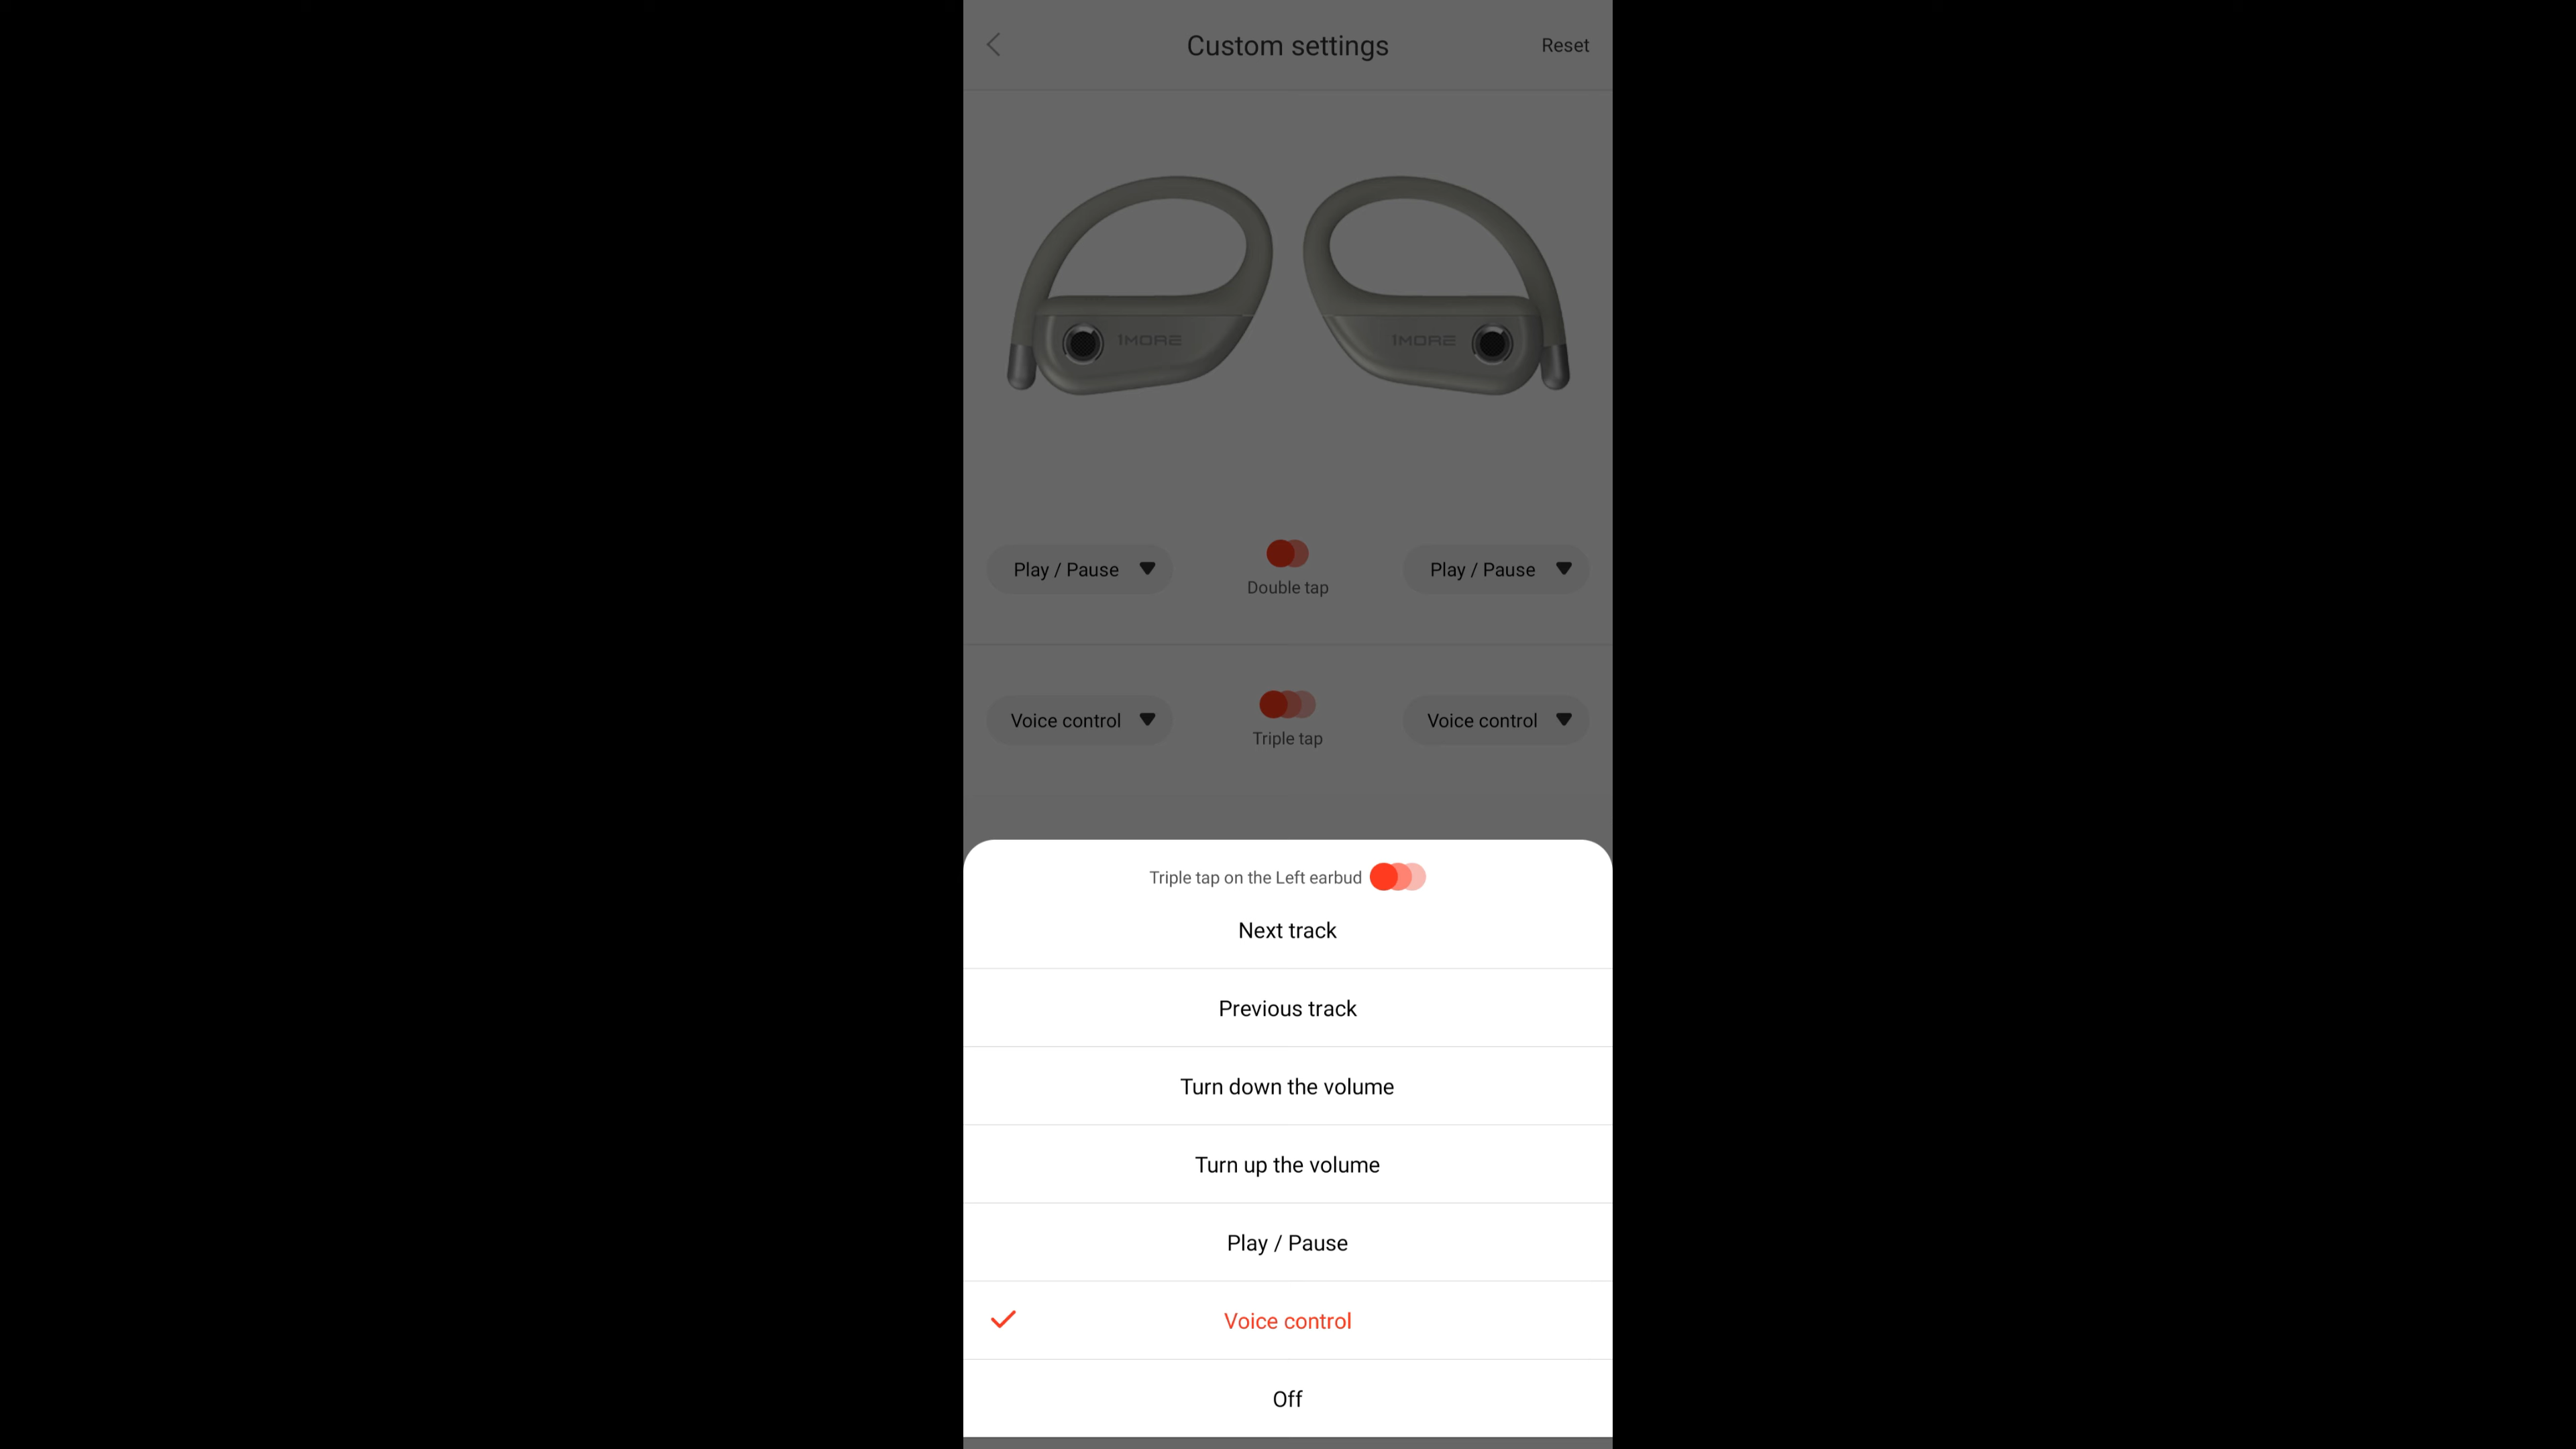 Custom settings
Reset
1MORE
1MORE
Play / Pause
Double tap
Play / Pause
Voice control
Triple tap
Voice control
Triple tap on the Left earbud
Next track
Previous track
Turn down the volume
Turn up the volume
Play / Pause
Voice control
Off